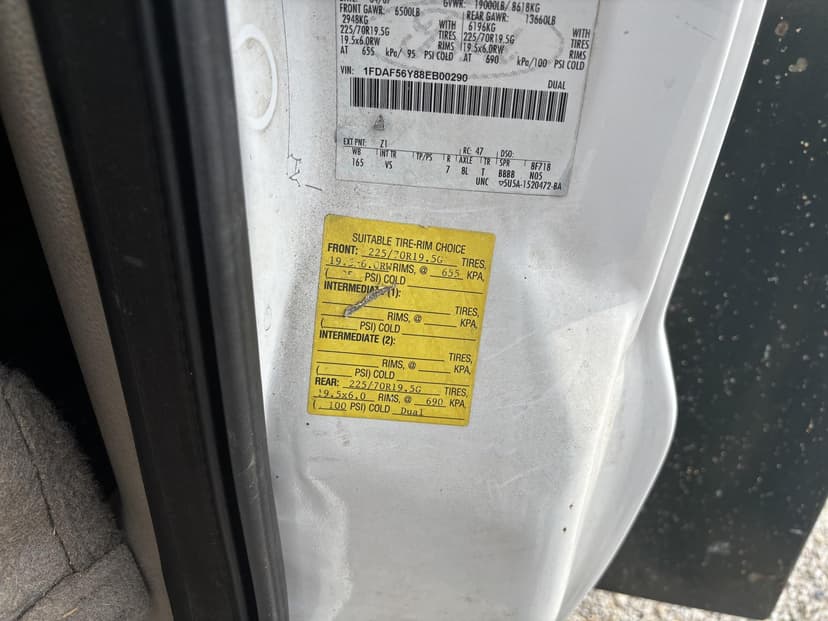 GVWR: 19000LB/ 8618KG
FRONT GAWR: 6500LB REAR GAWR: 13660LB
2948KG WITH 6196KG WITH
225/70R19.5G TIRES 225/70R19.5G TIRES
19.5x6.0RW RIMS 19.5x6.0RW RIMS
AT 655 kPa/ 95 PSI COLD AT 690 kPa/100 PSI COLD
VIN: 1FDAF56Y88EB00290 DUAL
EXT PNT: Z1 RC: 47 DSO:
WB INT TR TP/PS R AXLE TR SPR BF718
165 VS 7 BL T BBBB N05
UNC 5U5A-1520472-BA
SUITABLE TIRE-RIM CHOICE
FRONT: 225/70R19.5G TIRES,
6.0RW RIMS, @ 655 KPA,
( PSI) COLD
INTERMEDIATE (1):
TIRES,
RIMS, @ KPA,
( PSI) COLD
INTERMEDIATE (2):
TIRES,
RIMS, @ KPA,
( PSI) COLD
REAR: 225/70R19.5G TIRES,
19.5x6.0 RIMS, @ 690 KPA,
( 100 PSI) COLD Dual